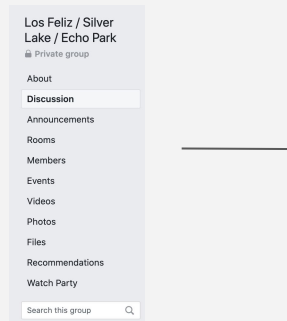 Los Feliz / Silver
Lake / Echo Park
Private group
About
Discussion
Announcements
Rooms
Members
Events
Videos
Photos
Files
Recommendations
Watch Party
Search this group